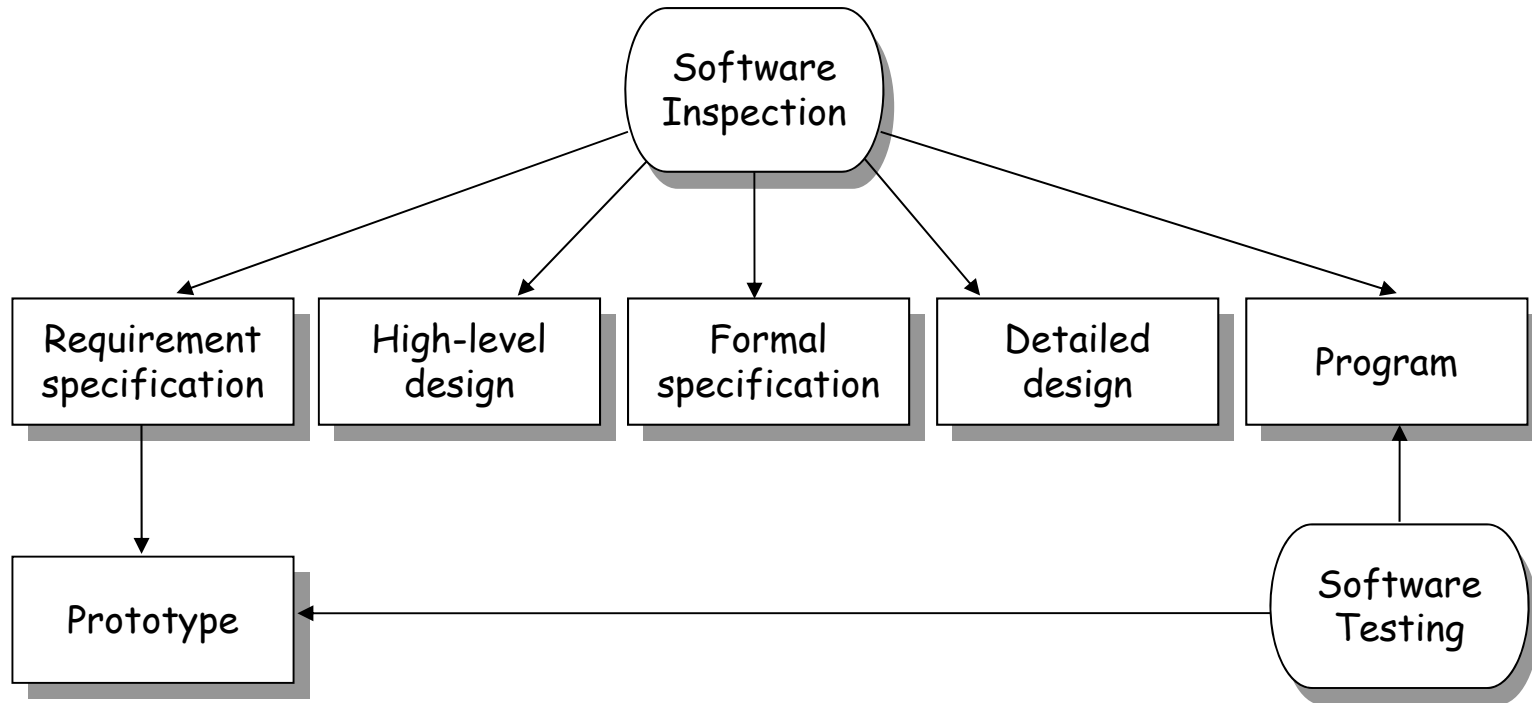 Software
Inspection
Requirement
specification
High-level
design
Formal
specification
Detailed
design
Program
Prototype
Software
Testing